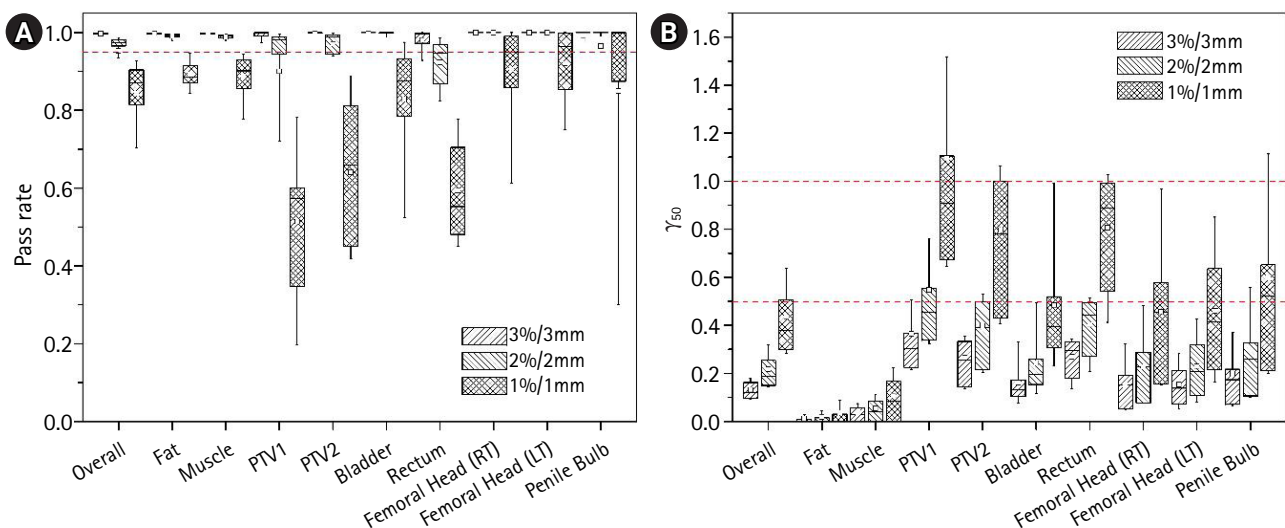 A
Pass rate
1.0
0.8
0.6
0.4
0.2
0.0
3%/3mm
2%/2mm
1%/1mm
Overall
Fat
Muscle
PTV1
PTV2
Bladder
Rectum
Femoral Head (RT)
Femoral Head (LT)
Penile Bulb
B
γ50
1.6
1.4
1.2
1.0
0.8
0.6
0.4
0.2
0.0
3%/3mm
2%/2mm
1%/1mm
Overall
Fat
Muscle
PTV1
PTV2
Bladder
Rectum
Femoral Head (RT)
Femoral Head (LT)
Penile Bulb